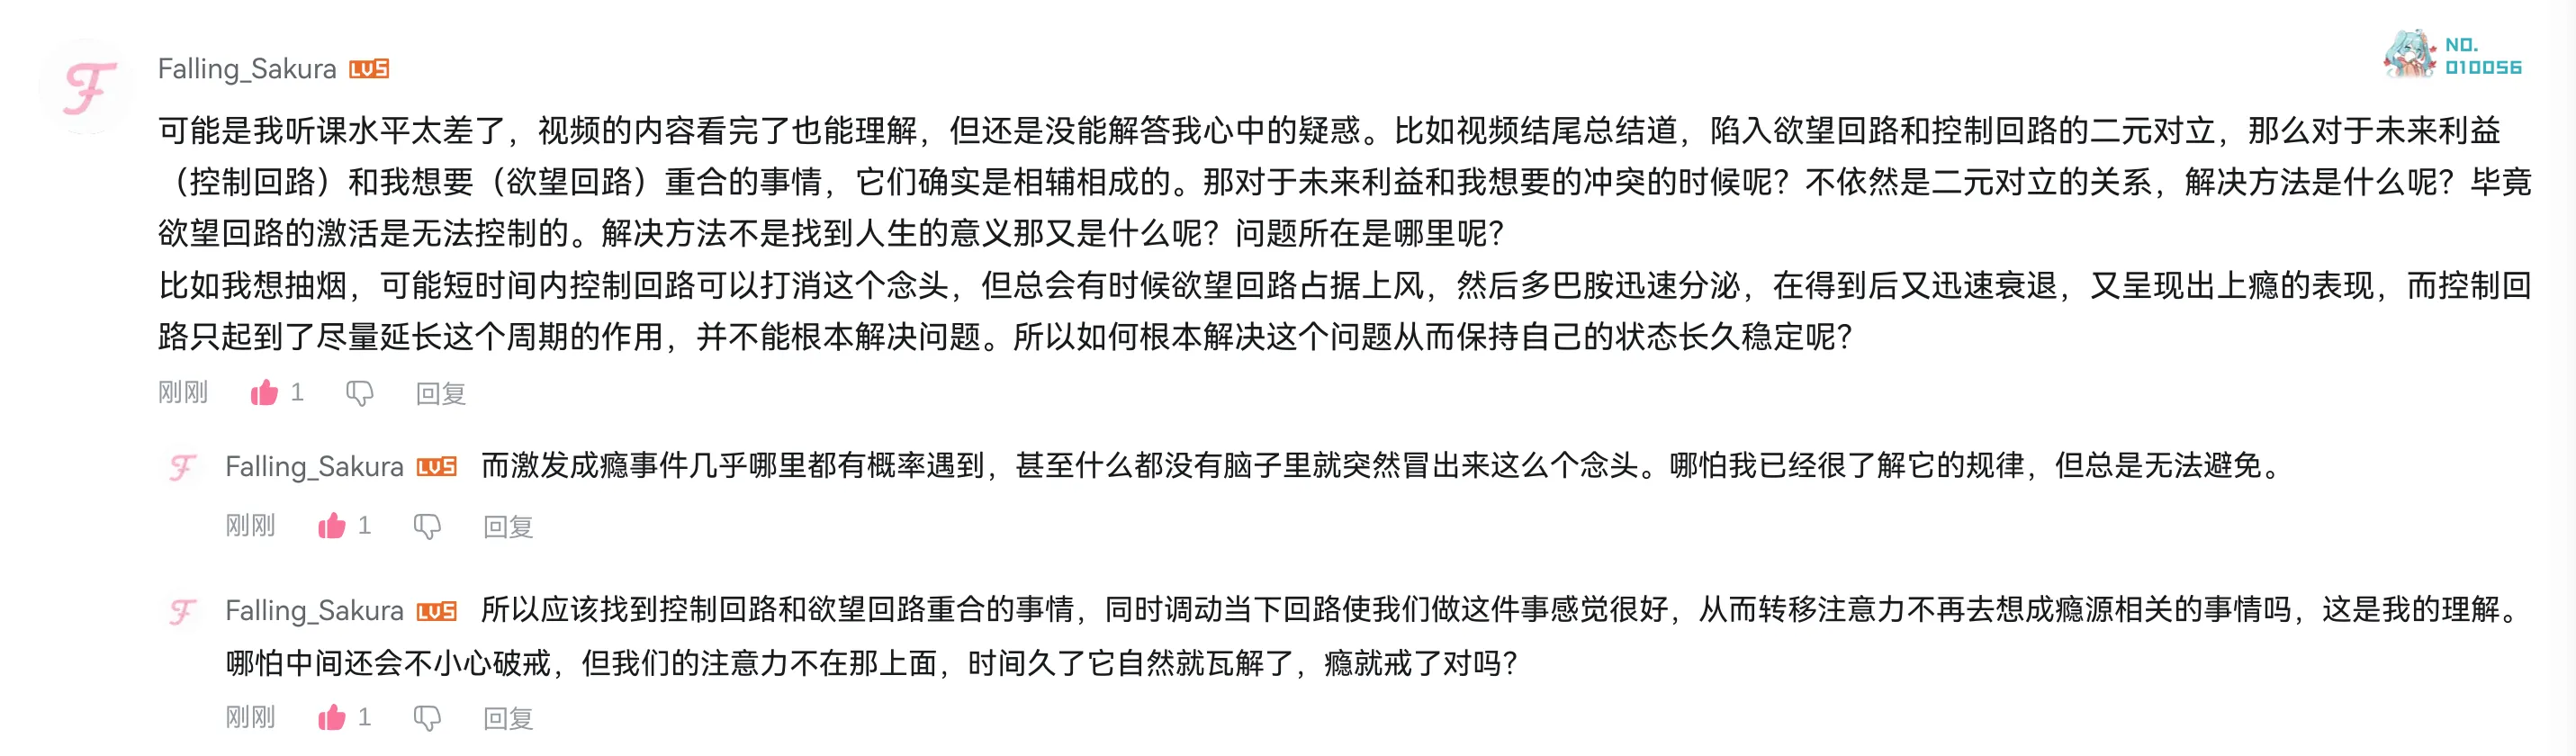 Falling_Sakura LV5
NO.
010056
可能是我听课水平太差了，视频的内容看完了也能理解，但还是没能解答我心中的疑惑。比如视频结尾总结道，陷入欲望回路和控制回路的二元对立，那么对于未来利益
（控制回路）和我想要（欲望回路）重合的事情，它们确实是相辅相成的。那对于未来利益和我想要的冲突的时候呢？不依然是二元对立的关系，解决方法是什么呢？毕竟
欲望回路的激活是无法控制的。解决方法不是找到人生的意义那又是什么呢？问题所在是哪里呢？
比如我想抽烟，可能短时间内控制回路可以打消这个念头，但总会有时候欲望回路占据上风，然后多巴胺迅速分泌，在得到后又迅速衰退，又呈现出上瘾的表现，而控制回
路只起到了尽量延长这个周期的作用，并不能根本解决问题。所以如何根本解决这个问题从而保持自己的状态长久稳定呢？
刚刚 1 回复
Falling_Sakura LV5 而激发成瘾事件几乎哪里都有概率遇到，甚至什么都没有脑子里就突然冒出来这么个念头。哪怕我已经很了解它的规律，但总是无法避免。
刚刚 1 回复
Falling_Sakura LV5 所以应该找到控制回路和欲望回路重合的事情，同时调动当下回路使我们做这件事感觉很好，从而转移注意力不再去想成瘾源相关的事情吗，这是我的理解。
哪怕中间还会不小心破戒，但我们的注意力不在那上面，时间久了它自然就瓦解了，瘾就戒了对吗？
刚刚 1 回复